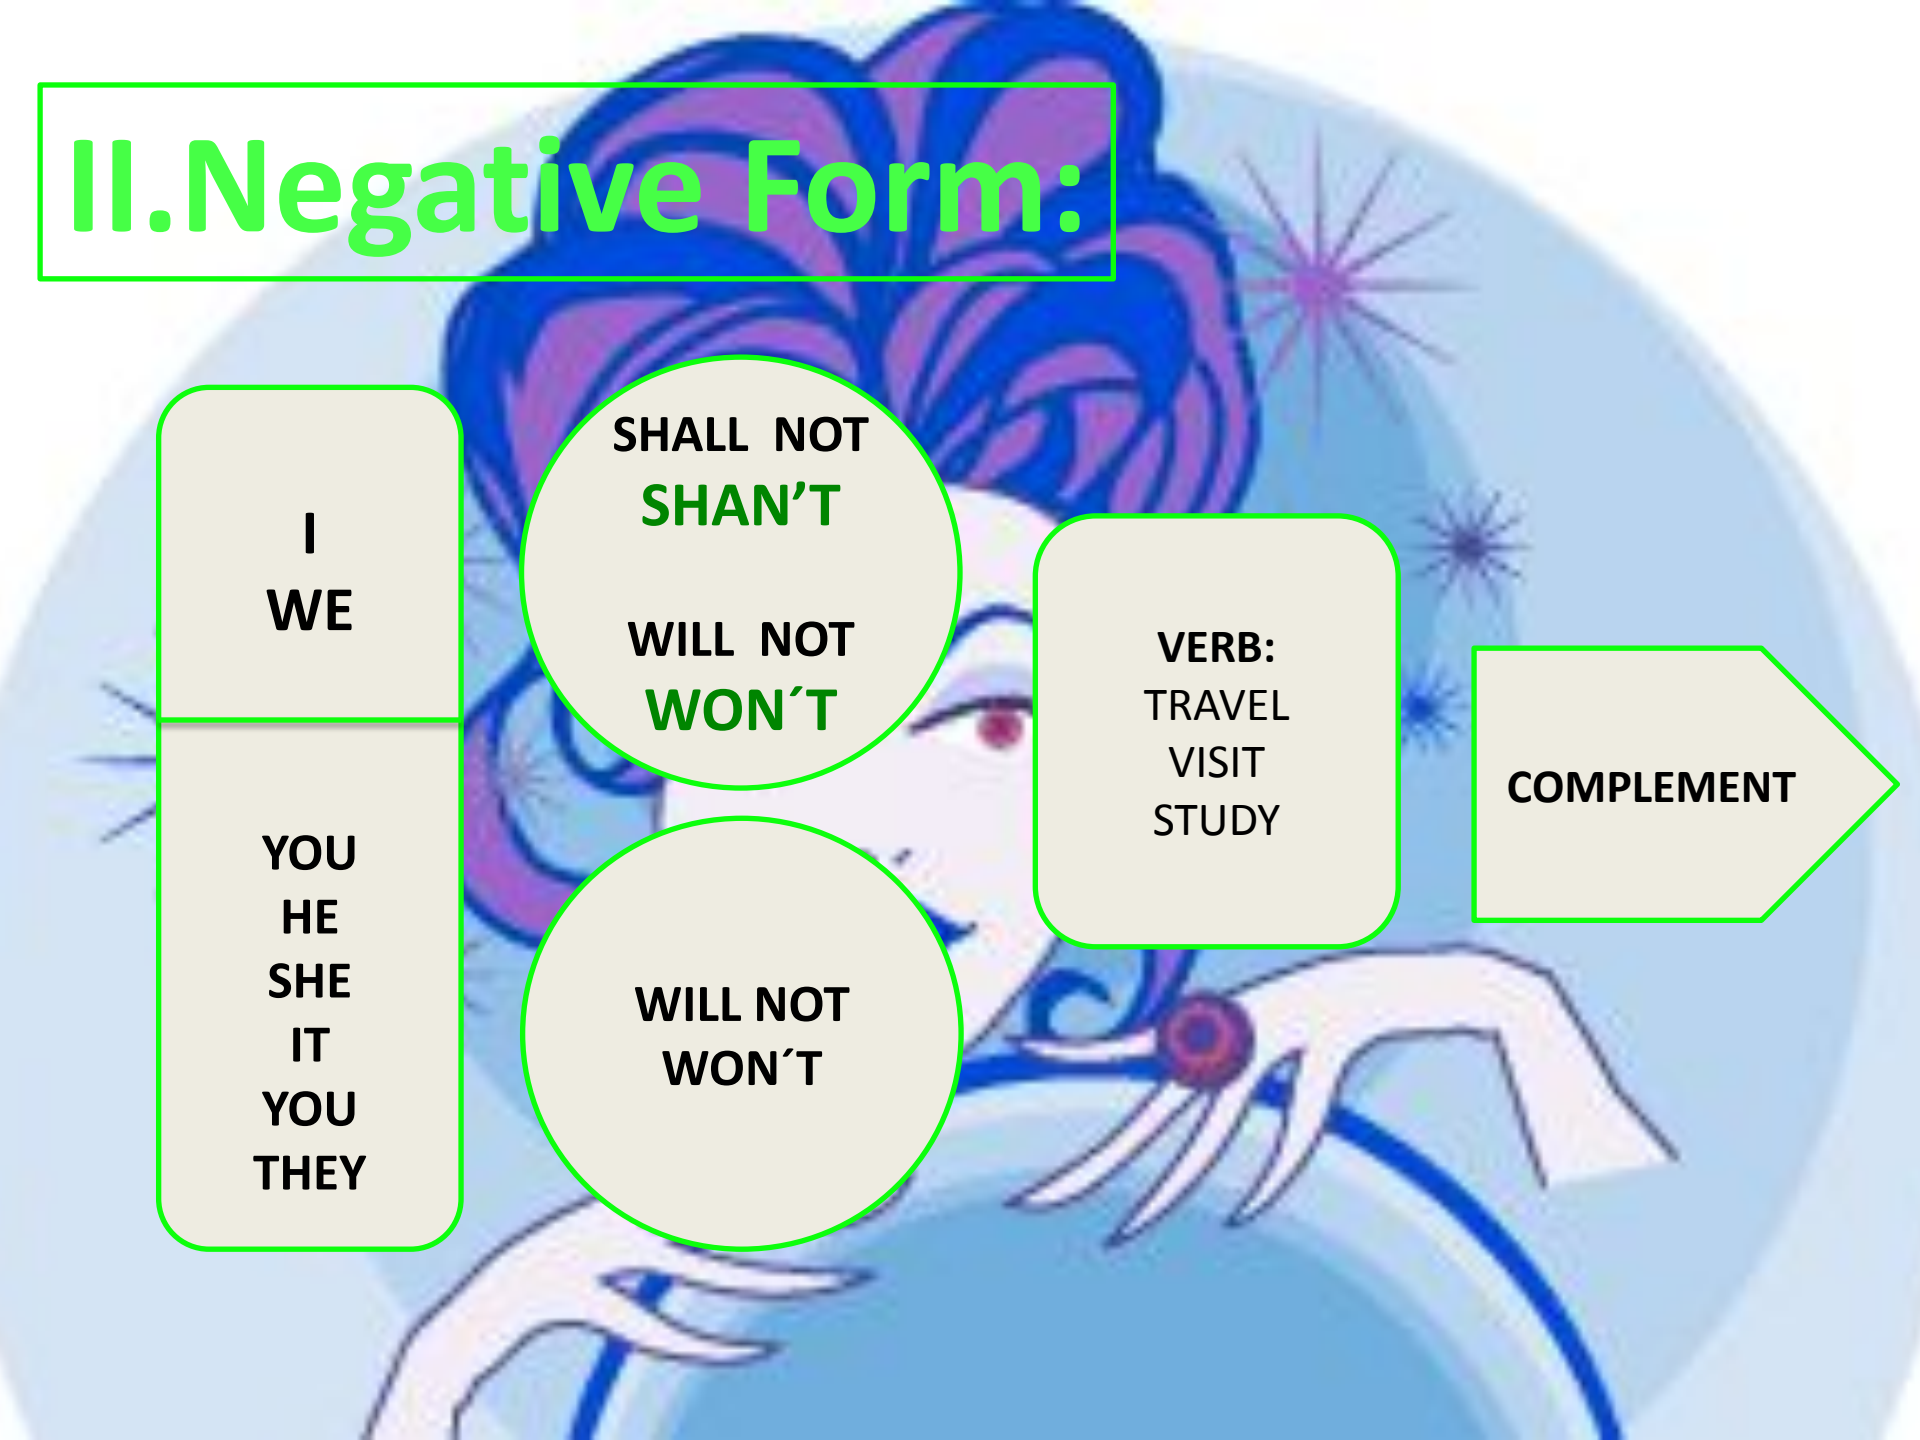 II.Negative Form:
I
WE
SHALL  NOT
SHAN’T
WILL  NOT
WON´T
YOU
HE
SHE
IT
YOU
THEY
WILL NOT
WON´T
VERB:
TRAVEL
VISIT
STUDY
COMPLEMENT